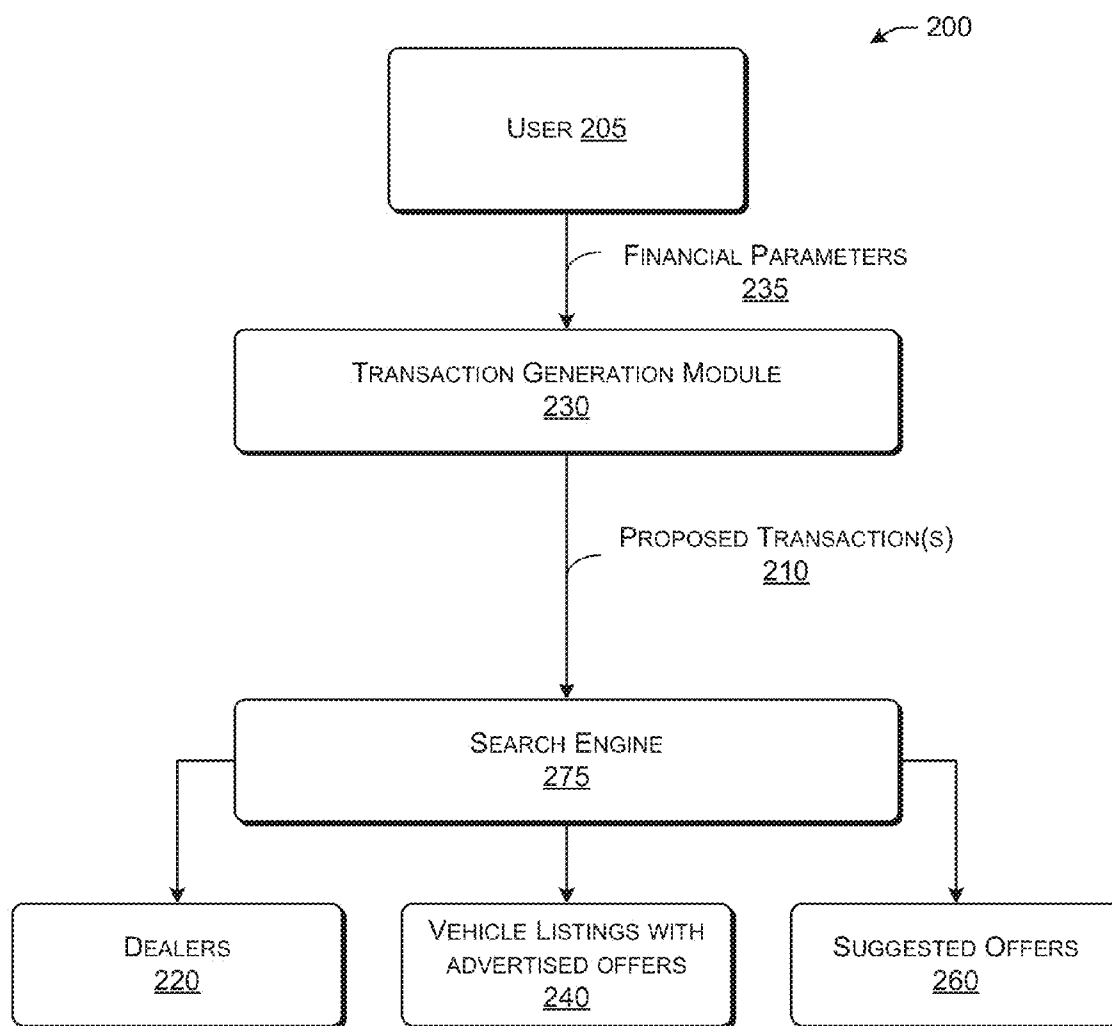 200
USER 205
FINANCIAL PARAMETERS
235
TRANSACTION GENERATION MODULE
230
PROPOSED TRANSACTION(S)
210
SEARCH ENGINE
275
DEALERS
220
VEHICLE LISTINGS WITH
ADVERTISED OFFERS
240
SUGGESTED OFFERS
260